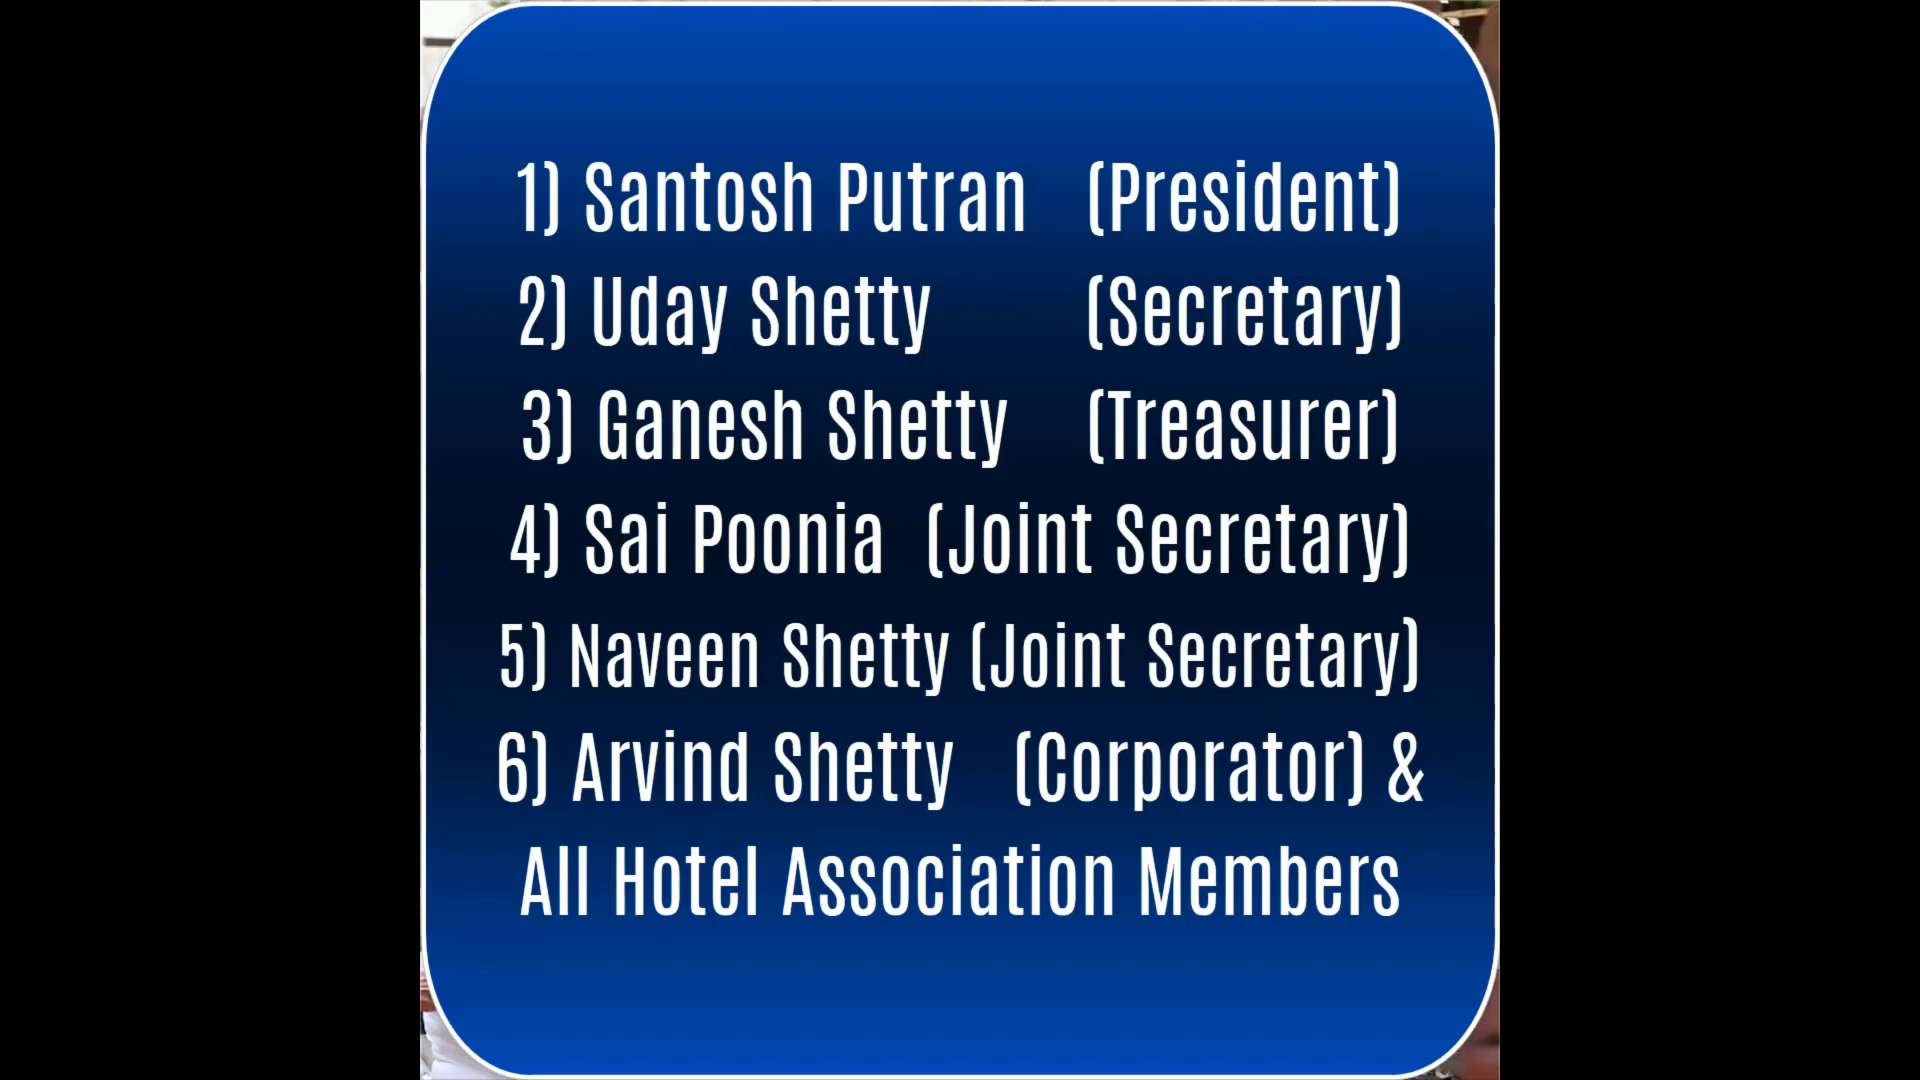 1) Santosh Putran (President)
2) Uday Shetty (Secretary)
3) Ganesh Shetty (Treasurer)
4) Sai Poonia (Joint Secretary)
5) Naveen Shetty (Joint Secretary)
6) Arvind Shetty (Corporator) &
All Hotel Association Members